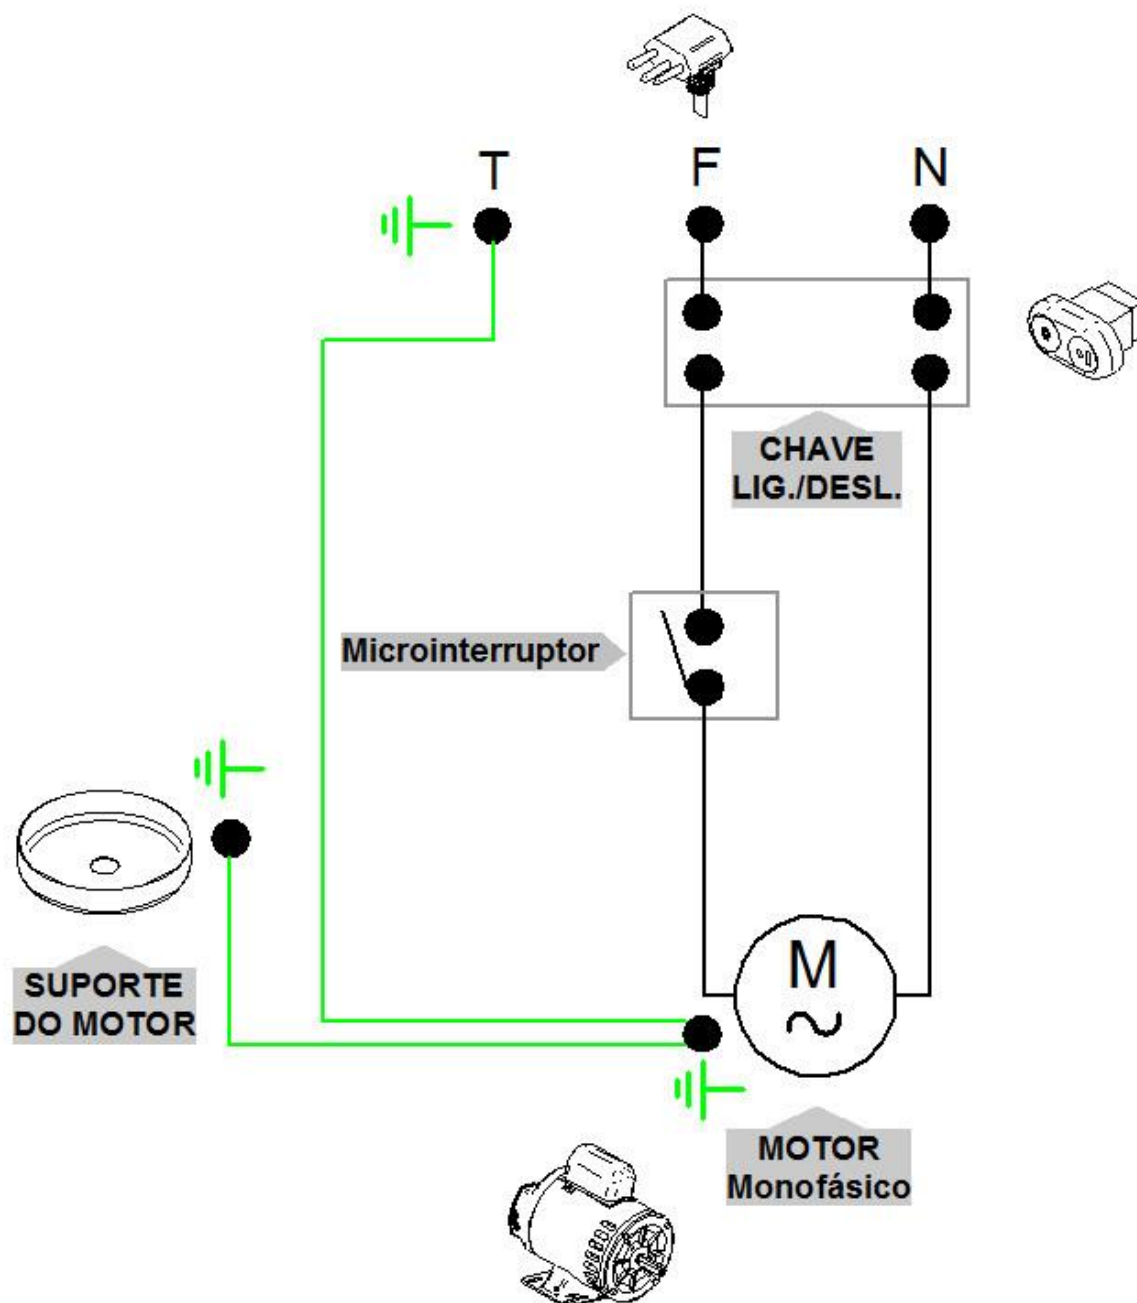 T
F
N
CHAVE
LIG./DESL.
Microinterruptor
SUPORTE
DO MOTOR
M
MOTOR
Monofásico